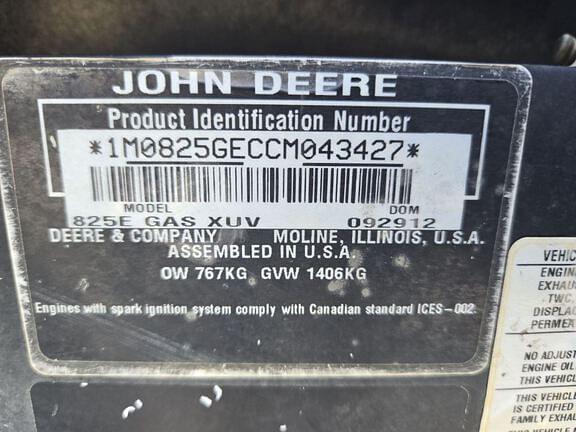 JOHN DEERE
Product Identification Number
*1M0825GECCM043427*
MODEL DOM
825E GAS XUV 092912
DEERE & COMPANY MOLINE, ILLINOIS, U.S.A.
ASSEMBLED IN U.S.A.
OW 767KG GVW 1406KG
Engines with spark ignition system comply with Canadian standard ICES-002.
VEHIC
ENGIN
EXHAU
TWC,
DISPLAC
PERMEA
NO ADJUST
ENGINE OIL
THIS VEHICL
THIS VEHICLE
IS CERTIFIED
FAMILY EXHAU